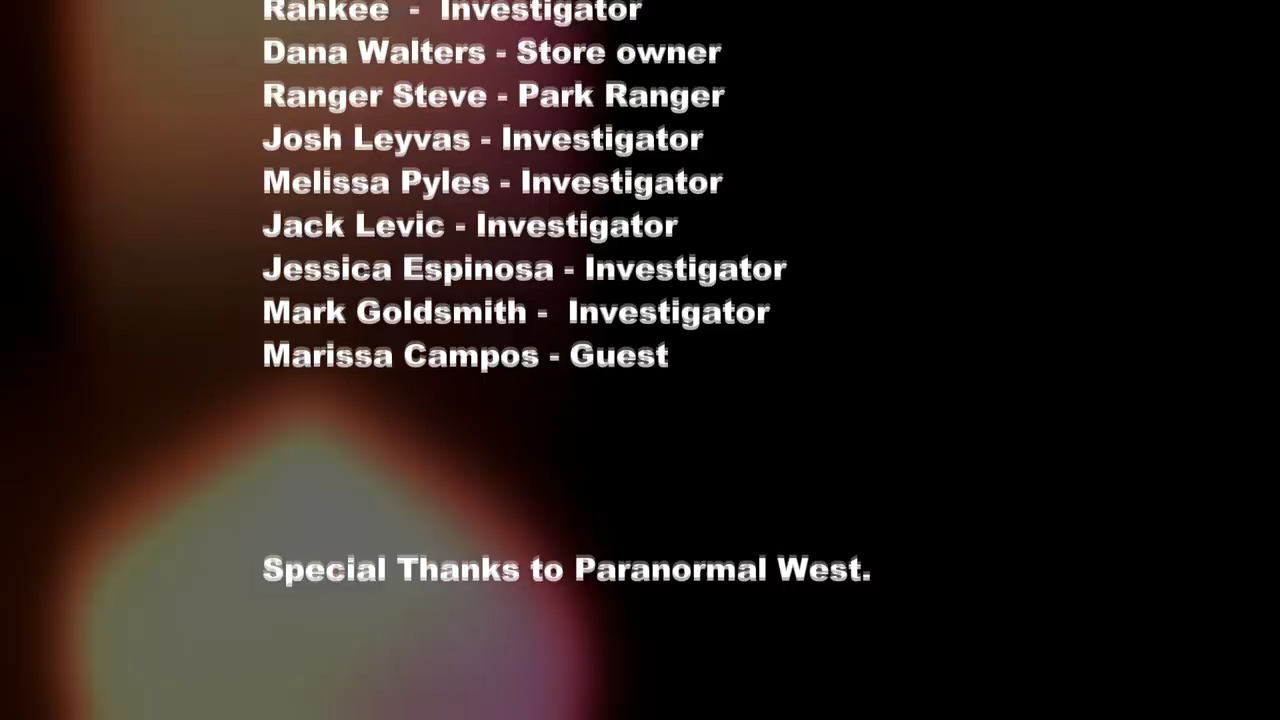 Rahkee  -  Investigator
Dana Walters - Store owner
Ranger Steve - Park Ranger
Josh Leyvas - Investigator
Melissa Pyles - Investigator
Jack Levic - Investigator
Jessica Espinosa - Investigator
Mark Goldsmith -  Investigator
Marissa Campos - Guest
Special Thanks to Paranormal West.